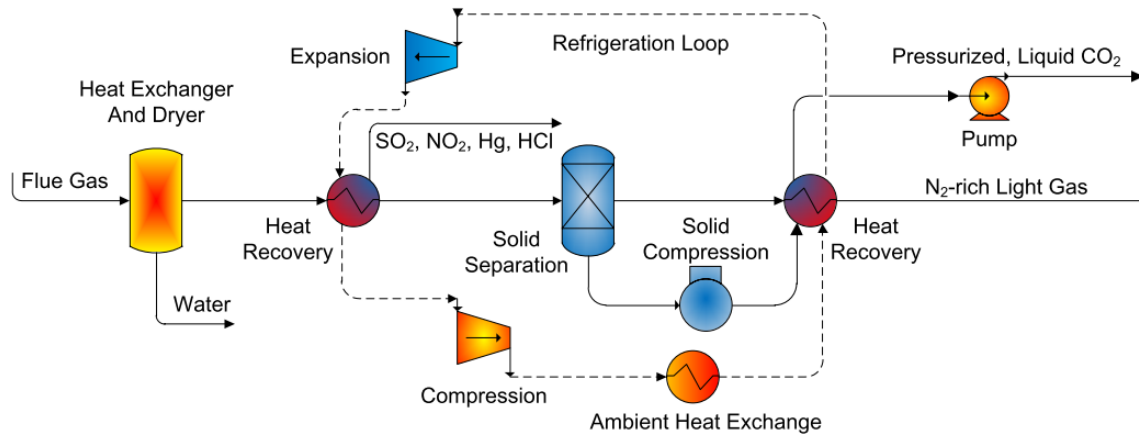 Expansion
Refrigeration Loop
Pressurized, Liquid CO₂
Heat Exchanger
And Dryer
SO₂, NO₂, Hg, HCl
Pump
Flue Gas
N₂-rich Light Gas
Heat
Recovery
Solid
Separation
Solid
Compression
Heat
Recovery
Water
Compression
Ambient Heat Exchange